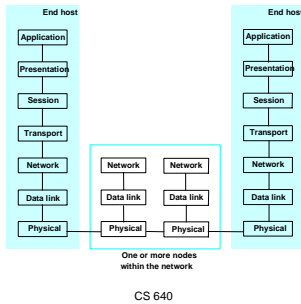 End host
Application
Presentation
Session
Transport
Network
Data link
Physical
Network
Data link
Physical
Network
Data link
Physical
One or more nodes
within the network
End host
Application
Presentation
Session
Transport
Network
Data link
Physical
CS 640